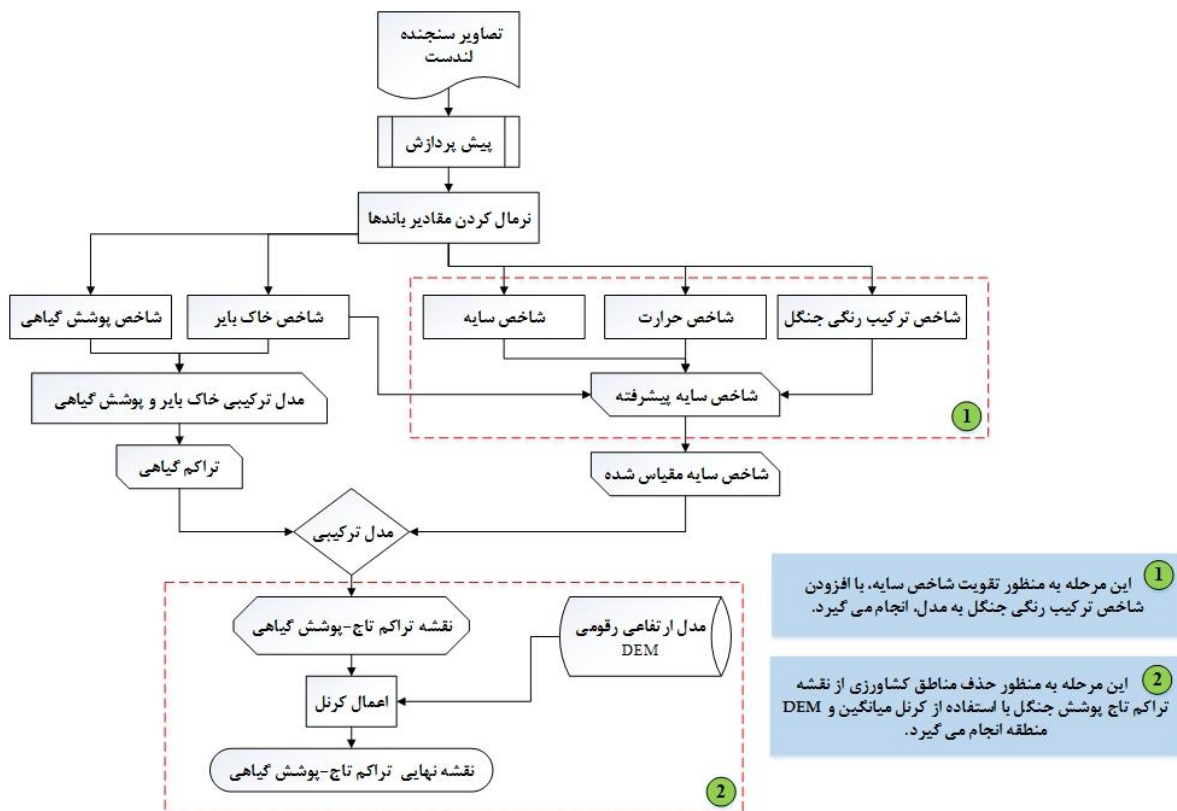 تصاویر سنجنده
لندست
پیش پردازش
نرمال کردن مقادیر باندها
شاخص ترکیب رنگی جنگل
شاخص حرارت
شاخص سایه
شاخص خاک بایر
شاخص پوشش گیاهی
شاخص سایه پیشرفته
مدل ترکیبی خاک بایر و پوشش گیاهی
1
شاخص سایه مقیاس شده
تراکم گیاهی
مدل ترکیبی
نقشه تراکم تاج-پوشش گیاهی
مدل ارتفاعی رقومی
DEM
اعمال کرنل
نقشه نهایی تراکم تاج-پوشش گیاهی
2
1
این مرحله به منظور تقویت شاخص سایه، با افزودن
شاخص ترکیب رنگی جنگل به مدل، انجام می گیرد.
2
این مرحله به منظور حذف مناطق کشاورزی از نقشه
تراکم تاج پوشش جنگل با استفاده از کرنل میانگین و DEM
منطقه انجام می گیرد.